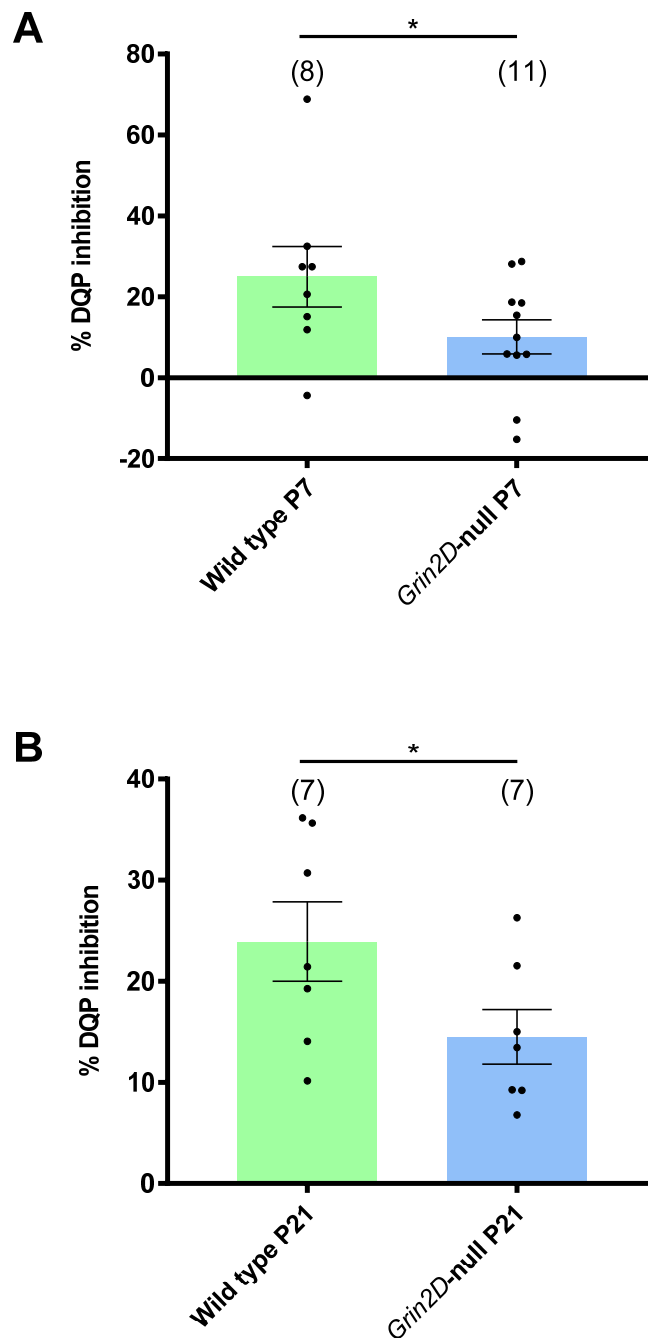 A
*
(8) (11)
80
60
40
20
0
-20
% DQP inhibition
Wild type P7
Grin2D-null P7
B
*
(7) (7)
40
30
20
10
0
% DQP inhibition
Wild type P21
Grin2D-null P21